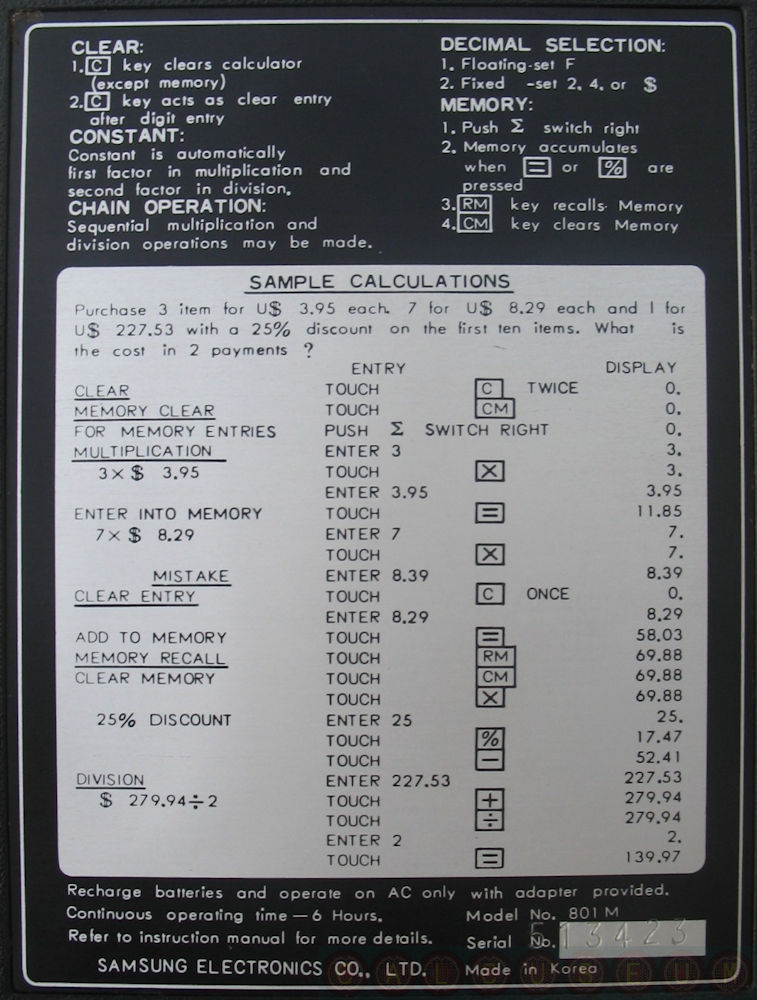 CLEAR:
1. C key clears calculator
(except memory)
2. C key acts as clear entry
after digit entry
CONSTANT:
Constant is automatically
first factor in multiplication and
second factor in division.
CHAIN OPERATION:
Sequential multiplication and
division operations may be made.
DECIMAL SELECTION:
1. Floating-set F
2. Fixed -set 2, 4, or $
MEMORY:
1. Push Σ switch right
2. Memory accumulates
when = or % are
pressed
3. RM key recalls Memory
4. CM key clears Memory
SAMPLE CALCULATIONS
Purchase 3 item for U$ 3.95 each. 7 for U$ 8.29 each and 1 for
U$ 227.53 with a 25% discount on the first ten items. What is
the cost in 2 payments ?
ENTRY DISPLAY
CLEAR TOUCH C TWICE 0.
MEMORY CLEAR TOUCH CM 0.
FOR MEMORY ENTRIES PUSH Σ SWITCH RIGHT 0.
MULTIPLICATION ENTER 3 3.
3 × $ 3.95 TOUCH × 3.
ENTER 3.95 3.95
ENTER INTO MEMORY TOUCH = 11.85
7 × $ 8.29 ENTER 7 7.
TOUCH × 7.
MISTAKE ENTER 8.39 8.39
CLEAR ENTRY TOUCH C ONCE 0.
ENTER 8.29 8.29
ADD TO MEMORY TOUCH = 58.03
MEMORY RECALL TOUCH RM 69.88
CLEAR MEMORY TOUCH CM 69.88
TOUCH × 69.88
25% DISCOUNT ENTER 25 25.
TOUCH % 17.47
TOUCH − 52.41
DIVISION ENTER 227.53 227.53
$ 279.94 ÷ 2 TOUCH + 279.94
TOUCH ÷ 279.94
ENTER 2 2.
TOUCH = 139.97
Recharge batteries and operate on AC only with adapter provided.
Continuous operating time — 6 Hours. Model No. 801 M
Refer to instruction manual for more details. Serial No. 513423
SAMSUNG ELECTRONICS CO., LTD. Made in Korea
CALCUSEUM